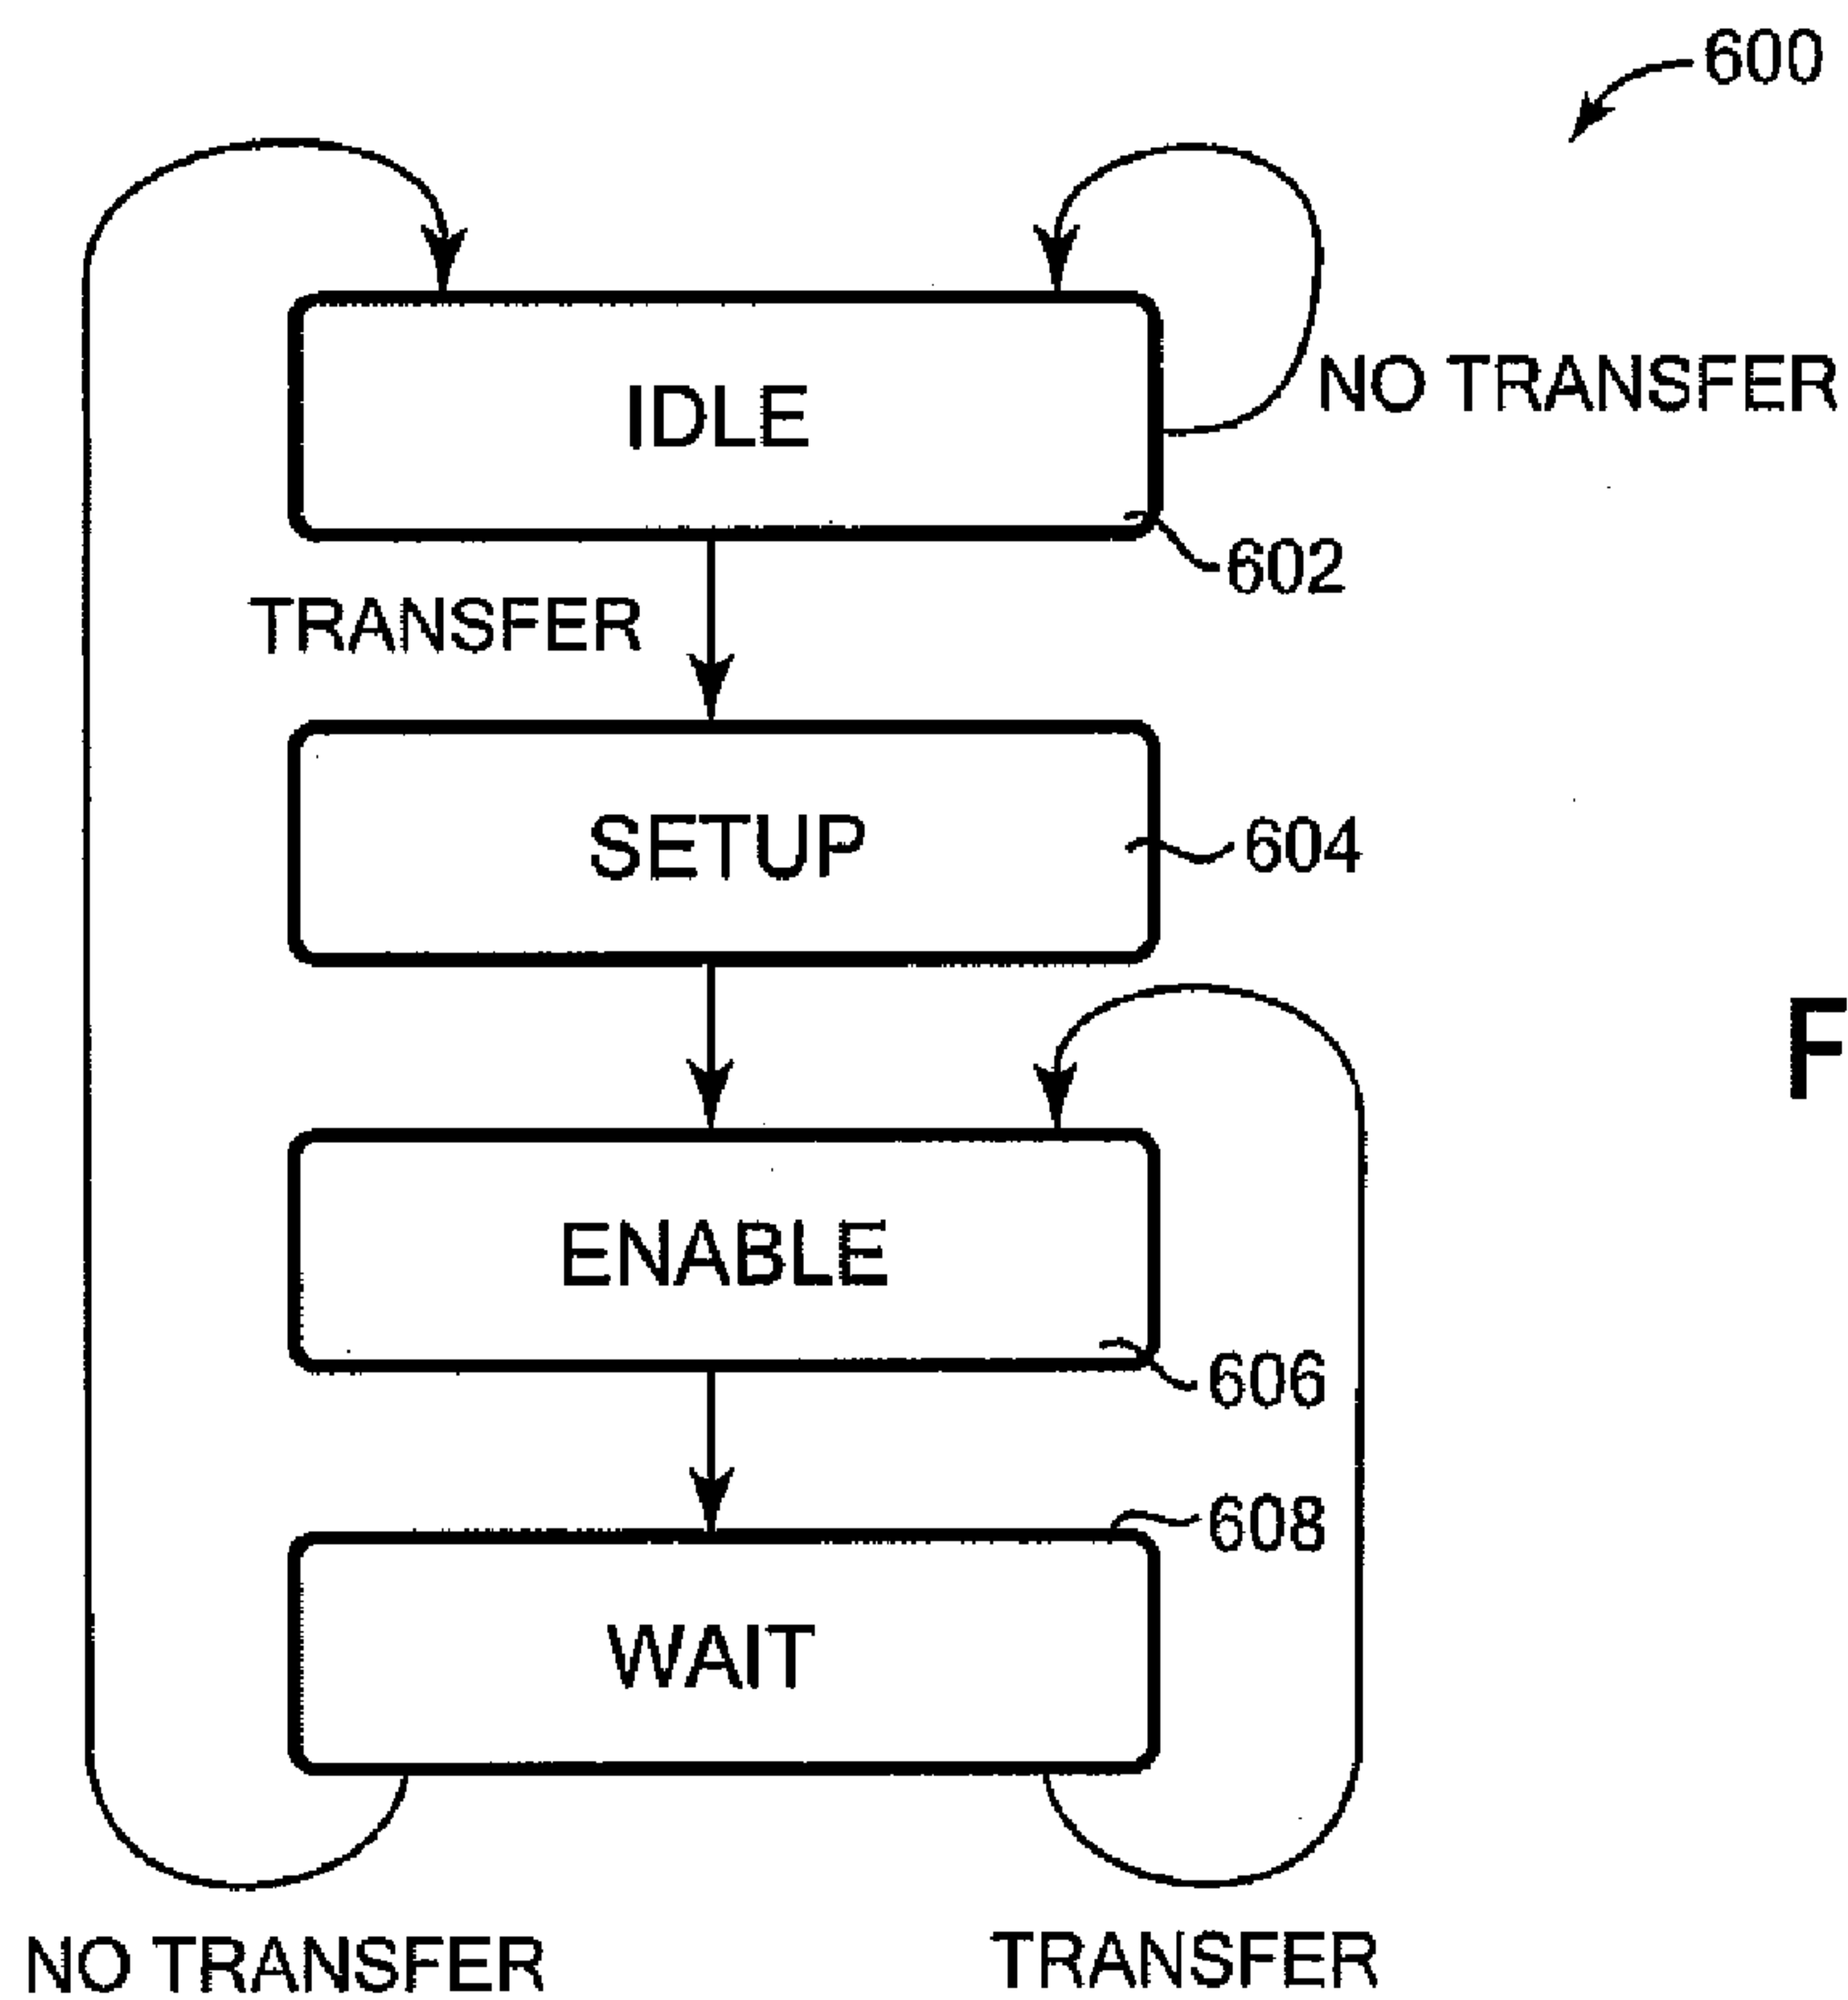 600
IDLE
NO TRANSFER
602
TRANSFER
SETUP
604
F
ENABLE
606
608
WAIT
NO TRANSFER
TRANSFER